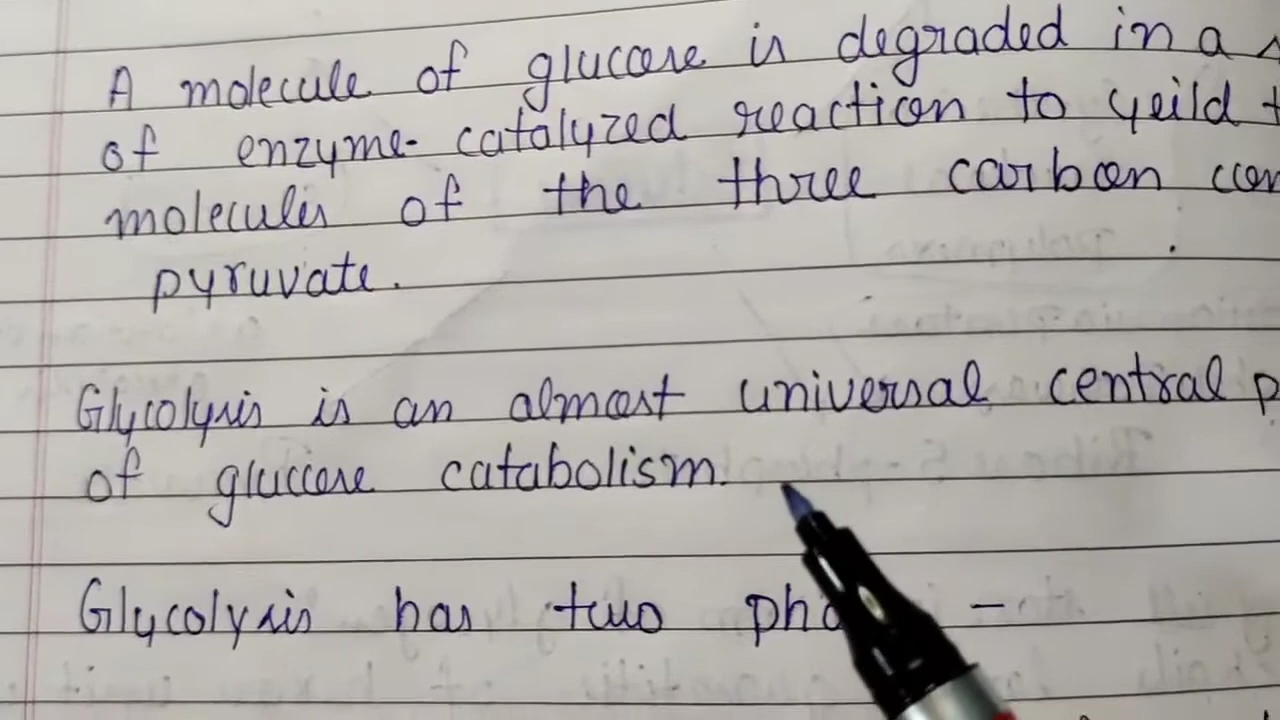 A molecule of glucose is degraded in a
of enzyme-catalyzed reaction to yeild
molecules of the three carbon
pyruvate.
Glycolysis is an almost universal central
of glucose catabolism.
Glycolysis has two –